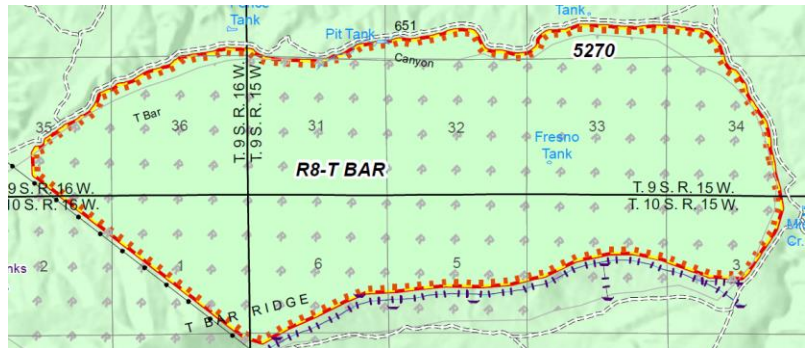 Tank
Tank
651
Pit Tank
5270
Canyon
T. 9 S. R. 16 W.
T. 9 S. R. 15 W.
T Bar
35
36
31
32
33
34
Fresno
Tank
R8-T BAR
9 S. R. 16 W.
10 S. R. 16 W.
T. 9 S. R. 15 W.
T. 10 S. R. 15 W.
Cr.
2
1
6
5
3
T BAR RIDGE